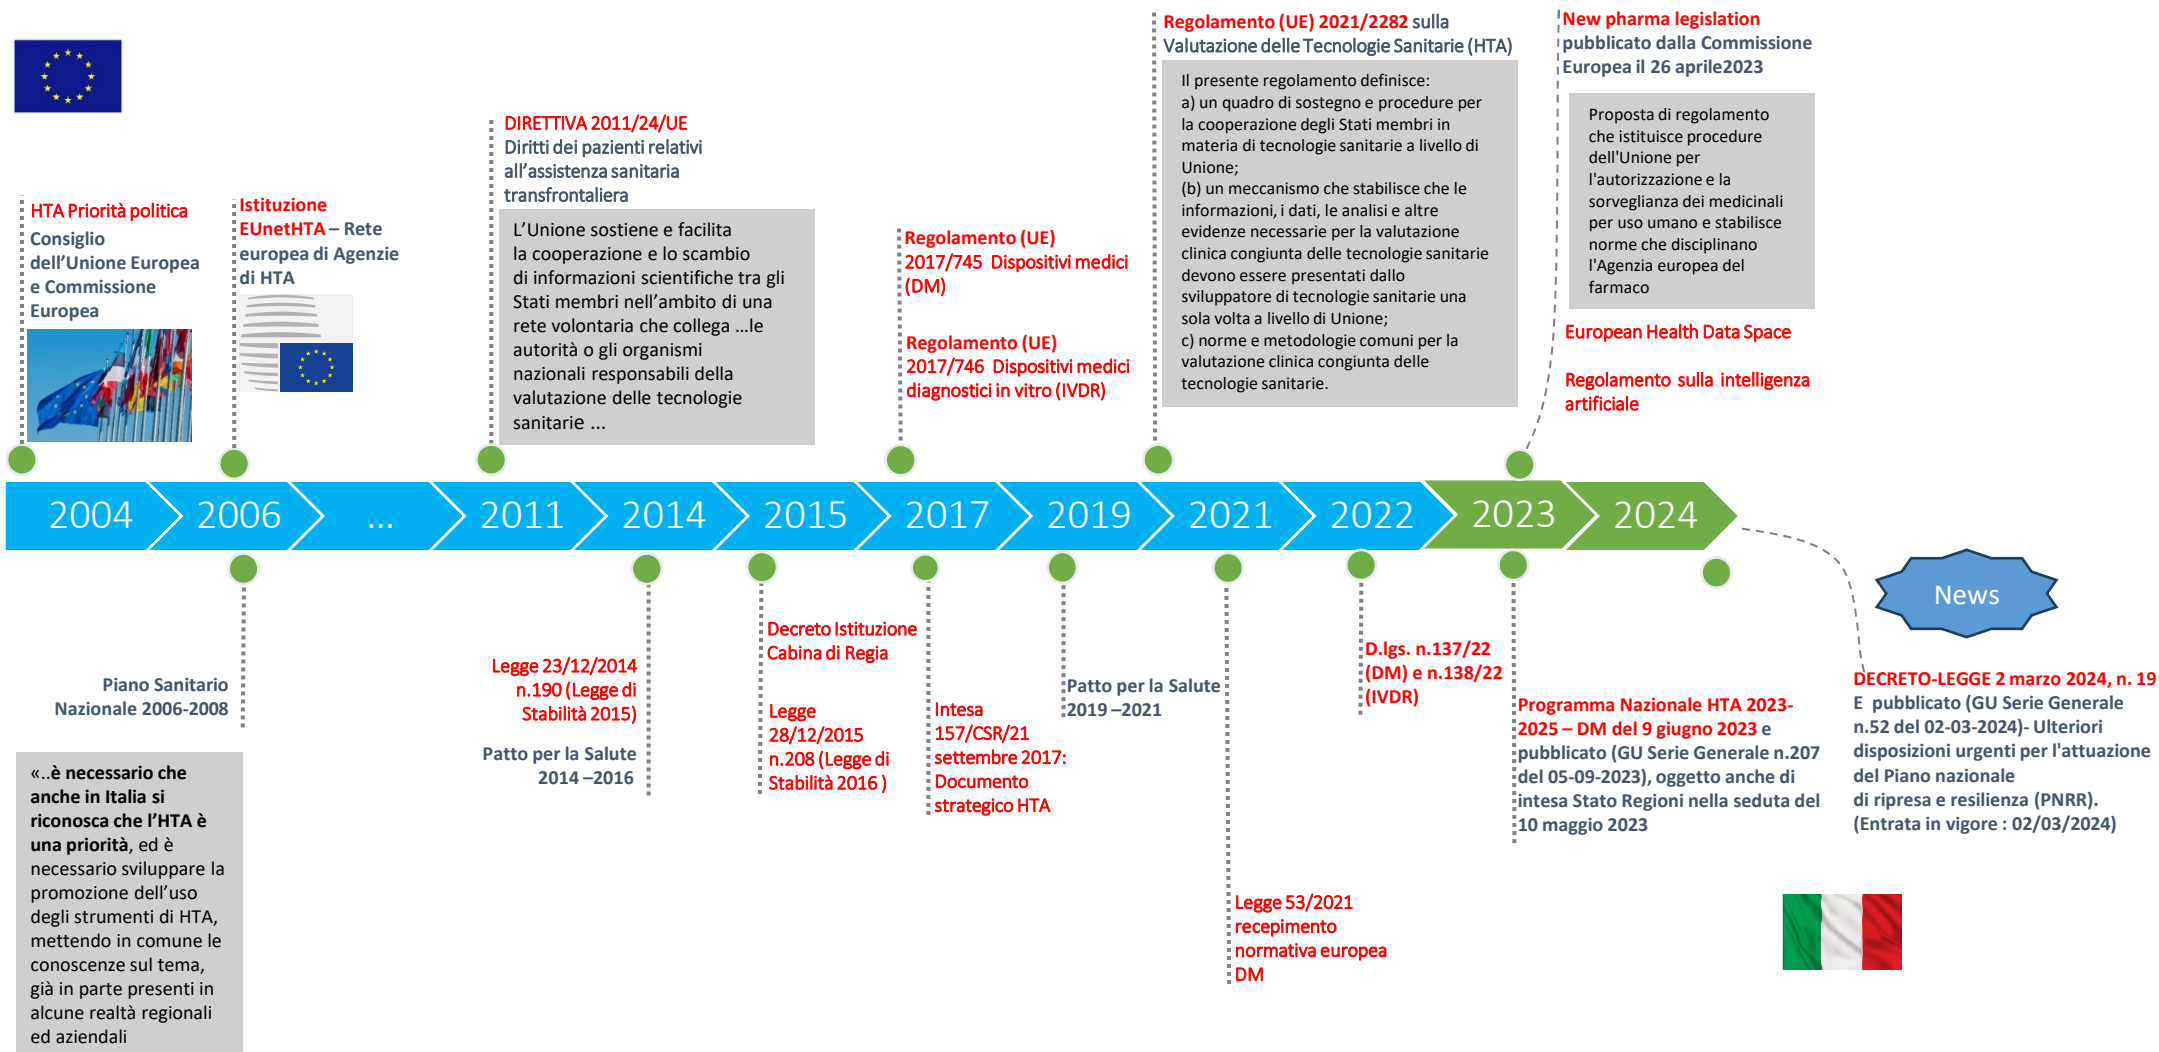 HTA Priorità politica
Consiglio
dell’Unione Europea
e Commissione
Europea
Istituzione
EUnetHTA – Rete
europea di Agenzie
di HTA
DIRETTIVA 2011/24/UE
Diritti dei pazienti relativi
all’assistenza sanitaria
transfrontaliera
L’Unione sostiene e facilita
la cooperazione e lo scambio
di informazioni scientifiche tra gli
Stati membri nell’ambito di una
rete volontaria che collega ...le
autorità o gli organismi
nazionali responsabili della
valutazione delle tecnologie
sanitarie ...
Regolamento (UE)
2017/745 Dispositivi medici
(DM)
Regolamento (UE)
2017/746 Dispositivi medici
diagnostici in vitro (IVDR)
Regolamento (UE) 2021/2282 sulla
Valutazione delle Tecnologie Sanitarie (HTA)
Il presente regolamento definisce:
a) un quadro di sostegno e procedure per
la cooperazione degli Stati membri in
materia di tecnologie sanitarie a livello di
Unione;
(b) un meccanismo che stabilisce che le
informazioni, i dati, le analisi e altre
evidenze necessarie per la valutazione
clinica congiunta delle tecnologie sanitarie
devono essere presentati dallo
sviluppatore di tecnologie sanitarie una
sola volta a livello di Unione;
c) norme e metodologie comuni per la
valutazione clinica congiunta delle
tecnologie sanitarie.
New pharma legislation
pubblicato dalla Commissione
Europea il 26 aprile2023
Proposta di regolamento
che istituisce procedure
dell'Unione per
l'autorizzazione e la
sorveglianza dei medicinali
per uso umano e stabilisce
norme che disciplinano
l'Agenzia europea del
farmaco
European Health Data Space
Regolamento sulla intelligenza
artificiale
2004 2006 ... 2011 2014 2015 2017 2019 2021 2022 2023 2024
Piano Sanitario
Nazionale 2006-2008
«..è necessario che
anche in Italia si
riconosca che l’HTA è
una priorità, ed è
necessario sviluppare la
promozione dell’uso
degli strumenti di HTA,
mettendo in comune le
conoscenze sul tema,
già in parte presenti in
alcune realtà regionali
ed aziendali
Legge 23/12/2014
n.190 (Legge di
Stabilità 2015)
Patto per la Salute
2014 –2016
Decreto Istituzione
Cabina di Regia
Legge
28/12/2015
n.208 (Legge di
Stabilità 2016 )
Intesa
157/CSR/21
settembre 2017:
Documento
strategico HTA
Patto per la Salute
2019 –2021
Legge 53/2021
recepimento
normativa europea
DM
D.lgs. n.137/22
(DM) e n.138/22
(IVDR)
Programma Nazionale HTA 2023-
2025 – DM del 9 giugno 2023 e
pubblicato (GU Serie Generale n.207
del 05-09-2023), oggetto anche di
intesa Stato Regioni nella seduta del
10 maggio 2023
News
DECRETO-LEGGE 2 marzo 2024, n. 19
E pubblicato (GU Serie Generale
n.52 del 02-03-2024)- Ulteriori
disposizioni urgenti per l'attuazione
del Piano nazionale
di ripresa e resilienza (PNRR).
(Entrata in vigore : 02/03/2024)